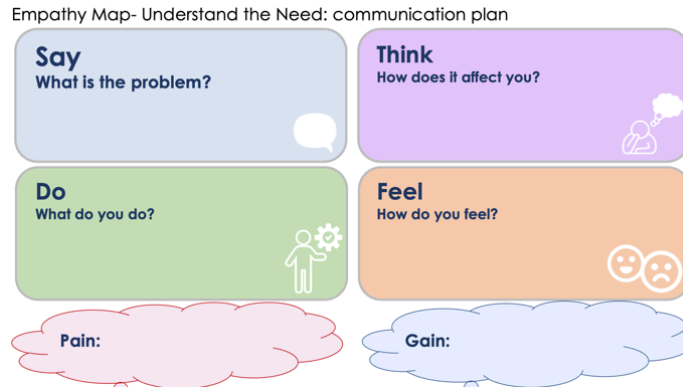 Empathy Map- Understand the Need: communication plan
Say
What is the problem?
Think
How does it affect you?
Do
What do you do?
Feel
How do you feel?
Pain:
Gain: